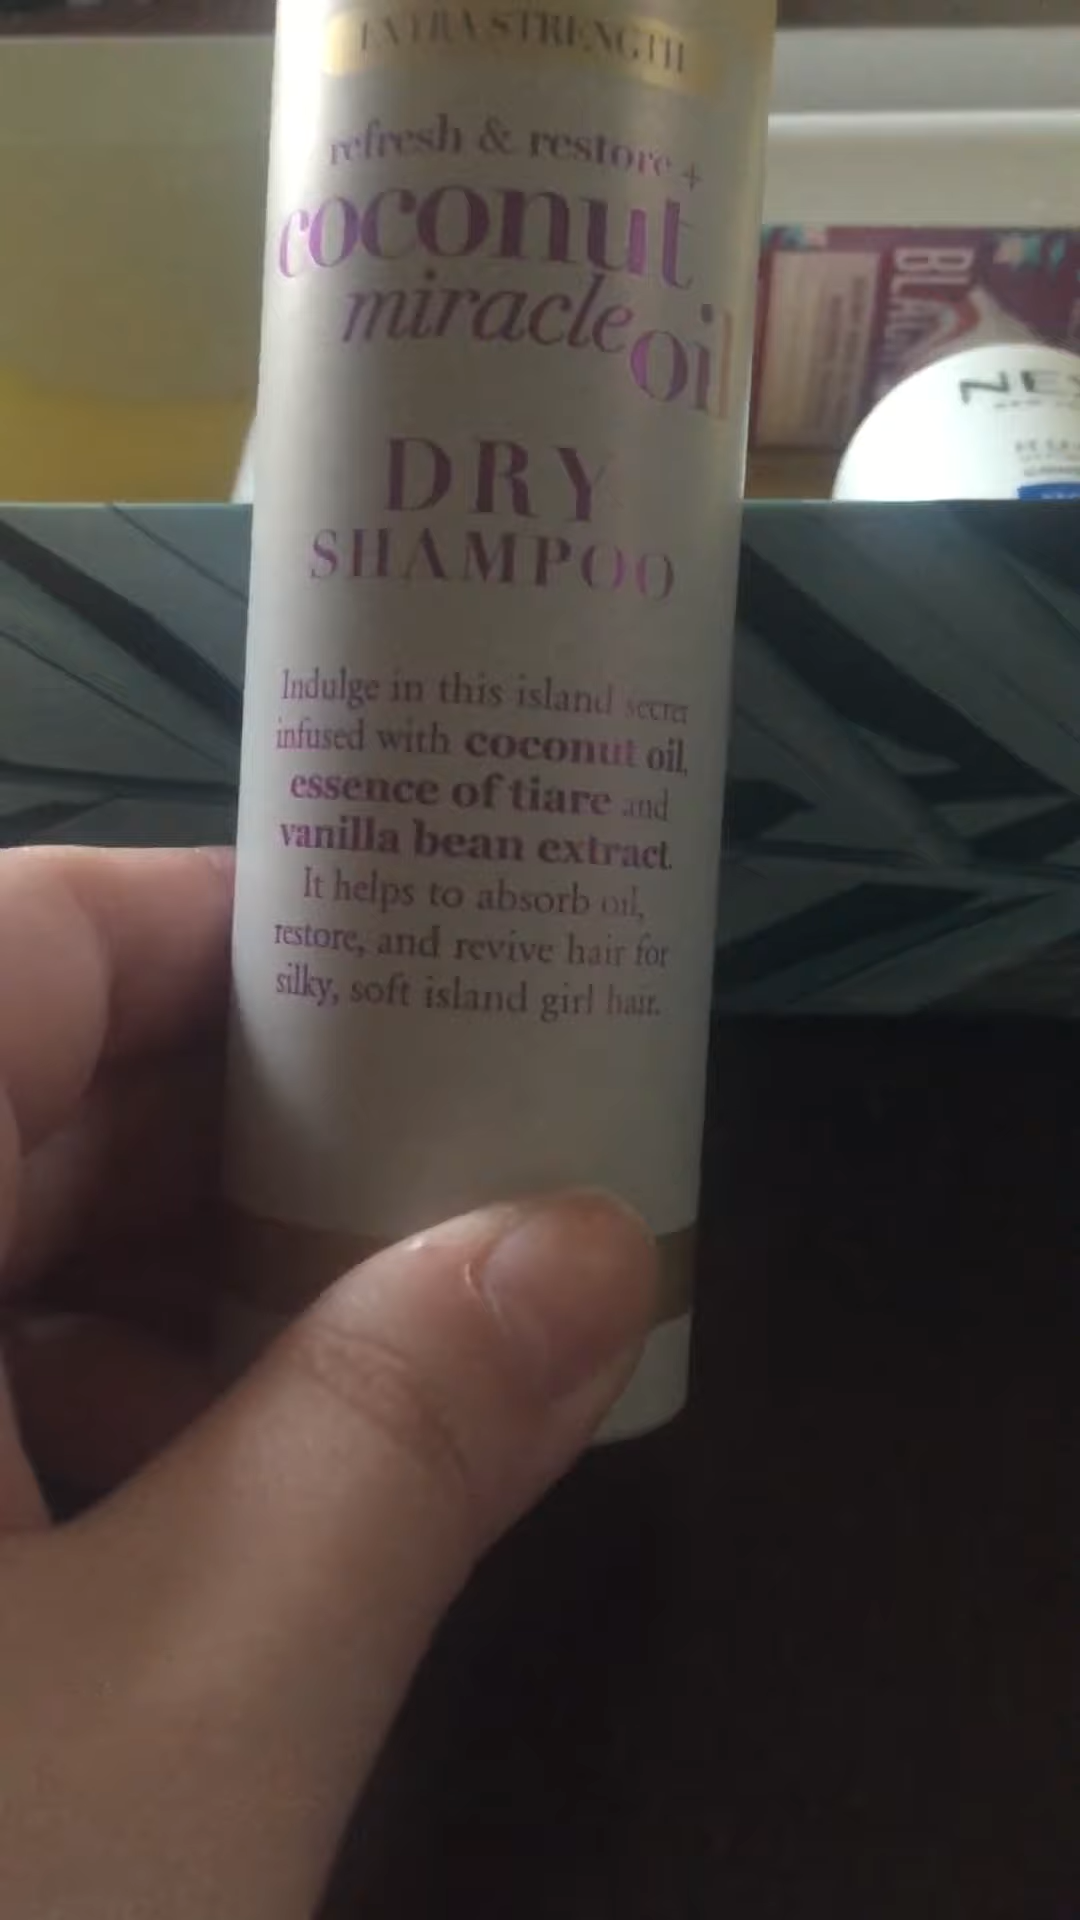 EXTRA STRENGTH
refresh & restore +
coconut
miracle oil
DRY
SHAMPOO
Indulge in this island secret
infused with coconut oil,
essence of tiare and
vanilla bean extract.
It helps to absorb oil,
restore, and revive hair for
silky, soft island girl hair.
NEX